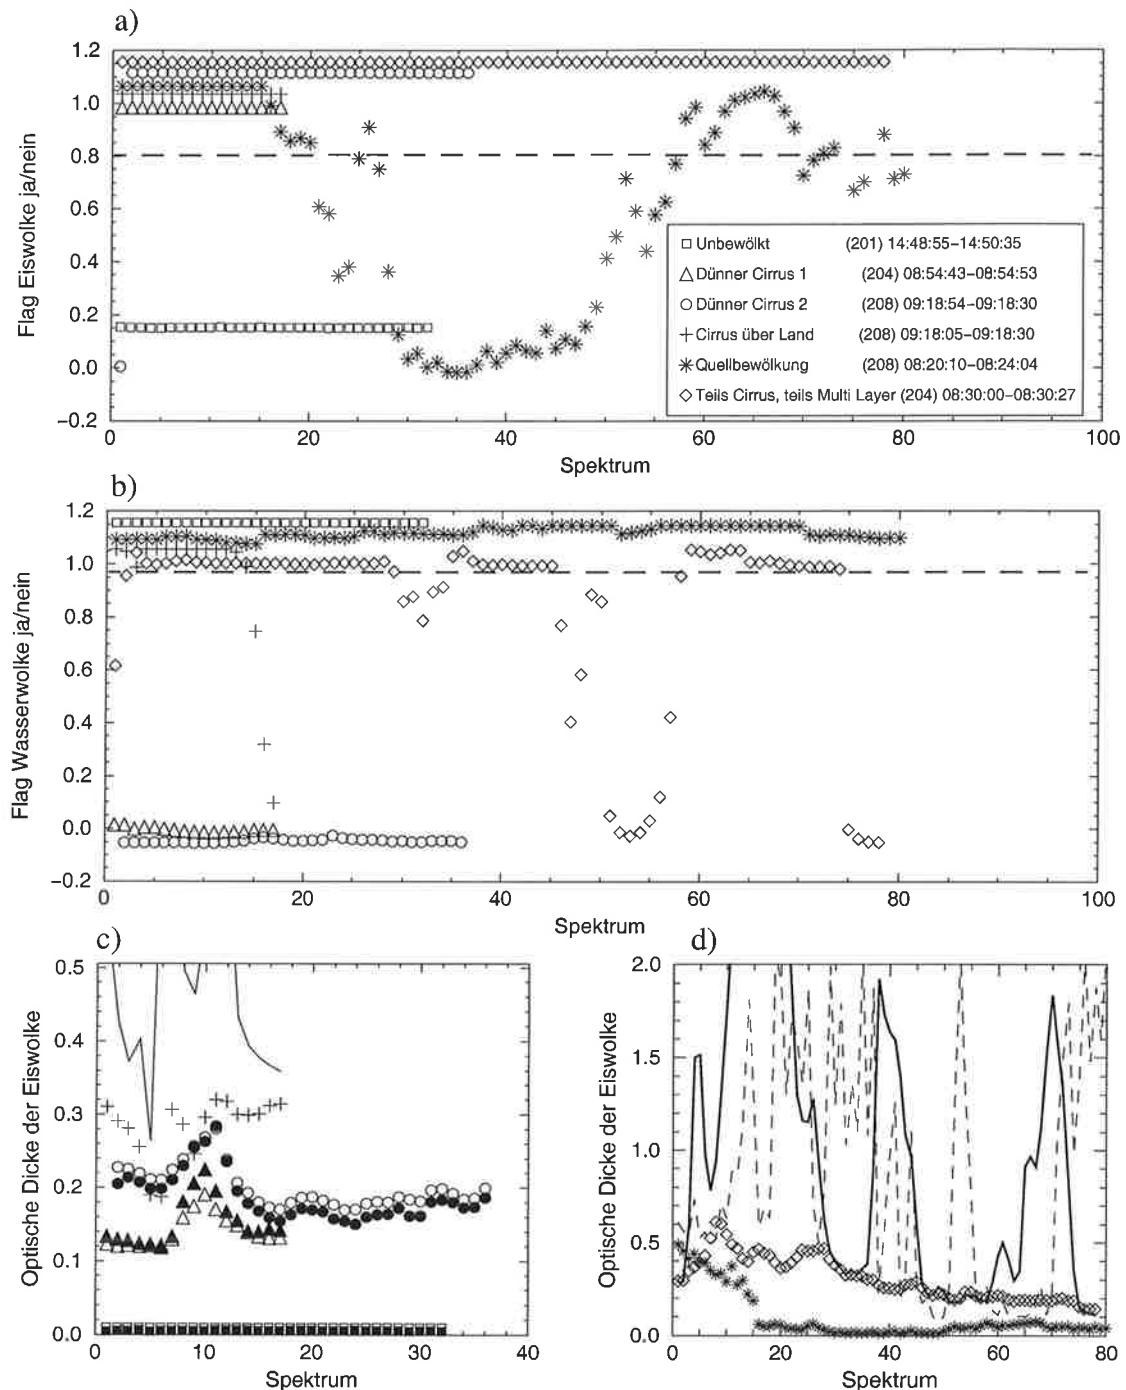 a)
1.2
1.0
0.8
0.6
0.4
0.2
0.0
−0.2
Flag Eiswolke ja/nein
□ Unbewölkt (201) 14:48:55−14:50:35
△ Dünner Cirrus 1 (204) 08:54:43−08:54:53
○ Dünner Cirrus 2 (208) 09:18:54−09:18:30
+ Cirrus über Land (208) 09:18:05−09:18:30
✳ Quellbewölkung (208) 08:20:10−08:24:04
◇ Teils Cirrus, teils Multi Layer (204) 08:30:00−08:30:27
0 20 40 60 80 100
Spektrum
b)
1.2
1.0
0.8
0.6
0.4
0.2
0.0
−0.2
Flag Wasserwolke ja/nein
0 20 40 60 80 100
Spektrum
c)
0.5
0.4
0.3
0.2
0.1
0.0
Optische Dicke der Eiswolke
0 10 20 30 40
Spektrum
d)
2.0
1.5
1.0
0.5
0.0
Optische Dicke der Eiswolke
0 20 40 60 80
Spektrum